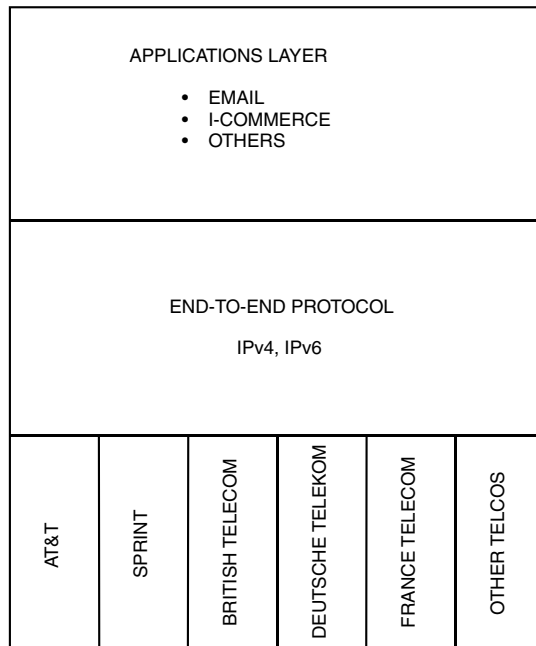 APPLICATIONS LAYER
• EMAIL
• I-COMMERCE
• OTHERS
END-TO-END PROTOCOL
IPv4, IPv6
AT&T
SPRINT
BRITISH TELECOM
DEUTSCHE TELEKOM
FRANCE TELECOM
OTHER TELCOS